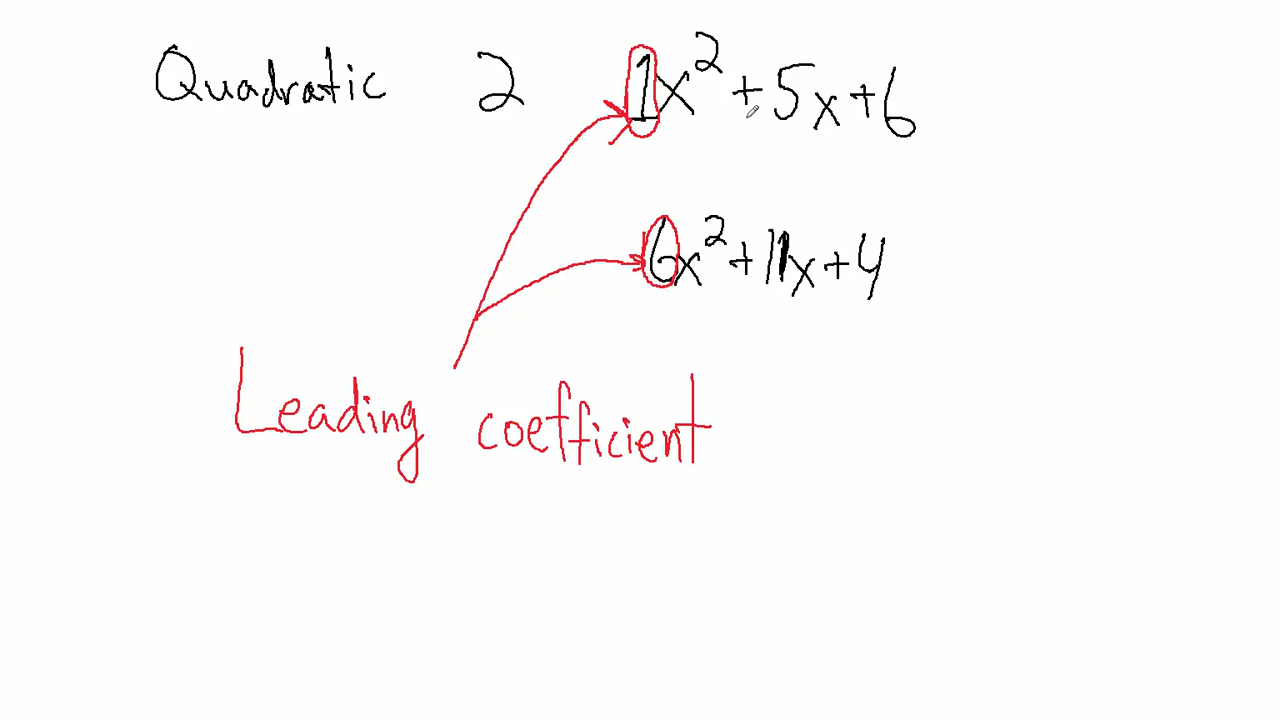 Quadratic 2 1x² + 5x + 6
6x² + 11x + 4
Leading coefficient